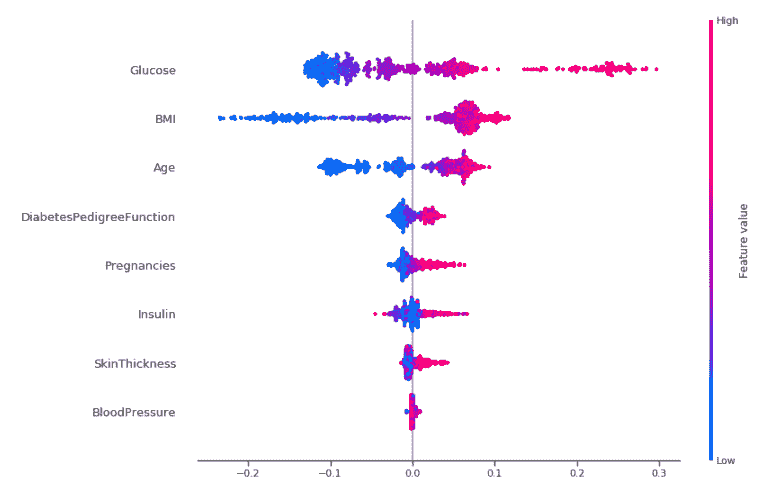 High
Glucose
BMI
Age
DiabetesPedigreeFunction
Pregnancies
Insulin
SkinThickness
BloodPressure
Feature value
Low
−0.2 −0.1 0.0 0.1 0.2 0.3